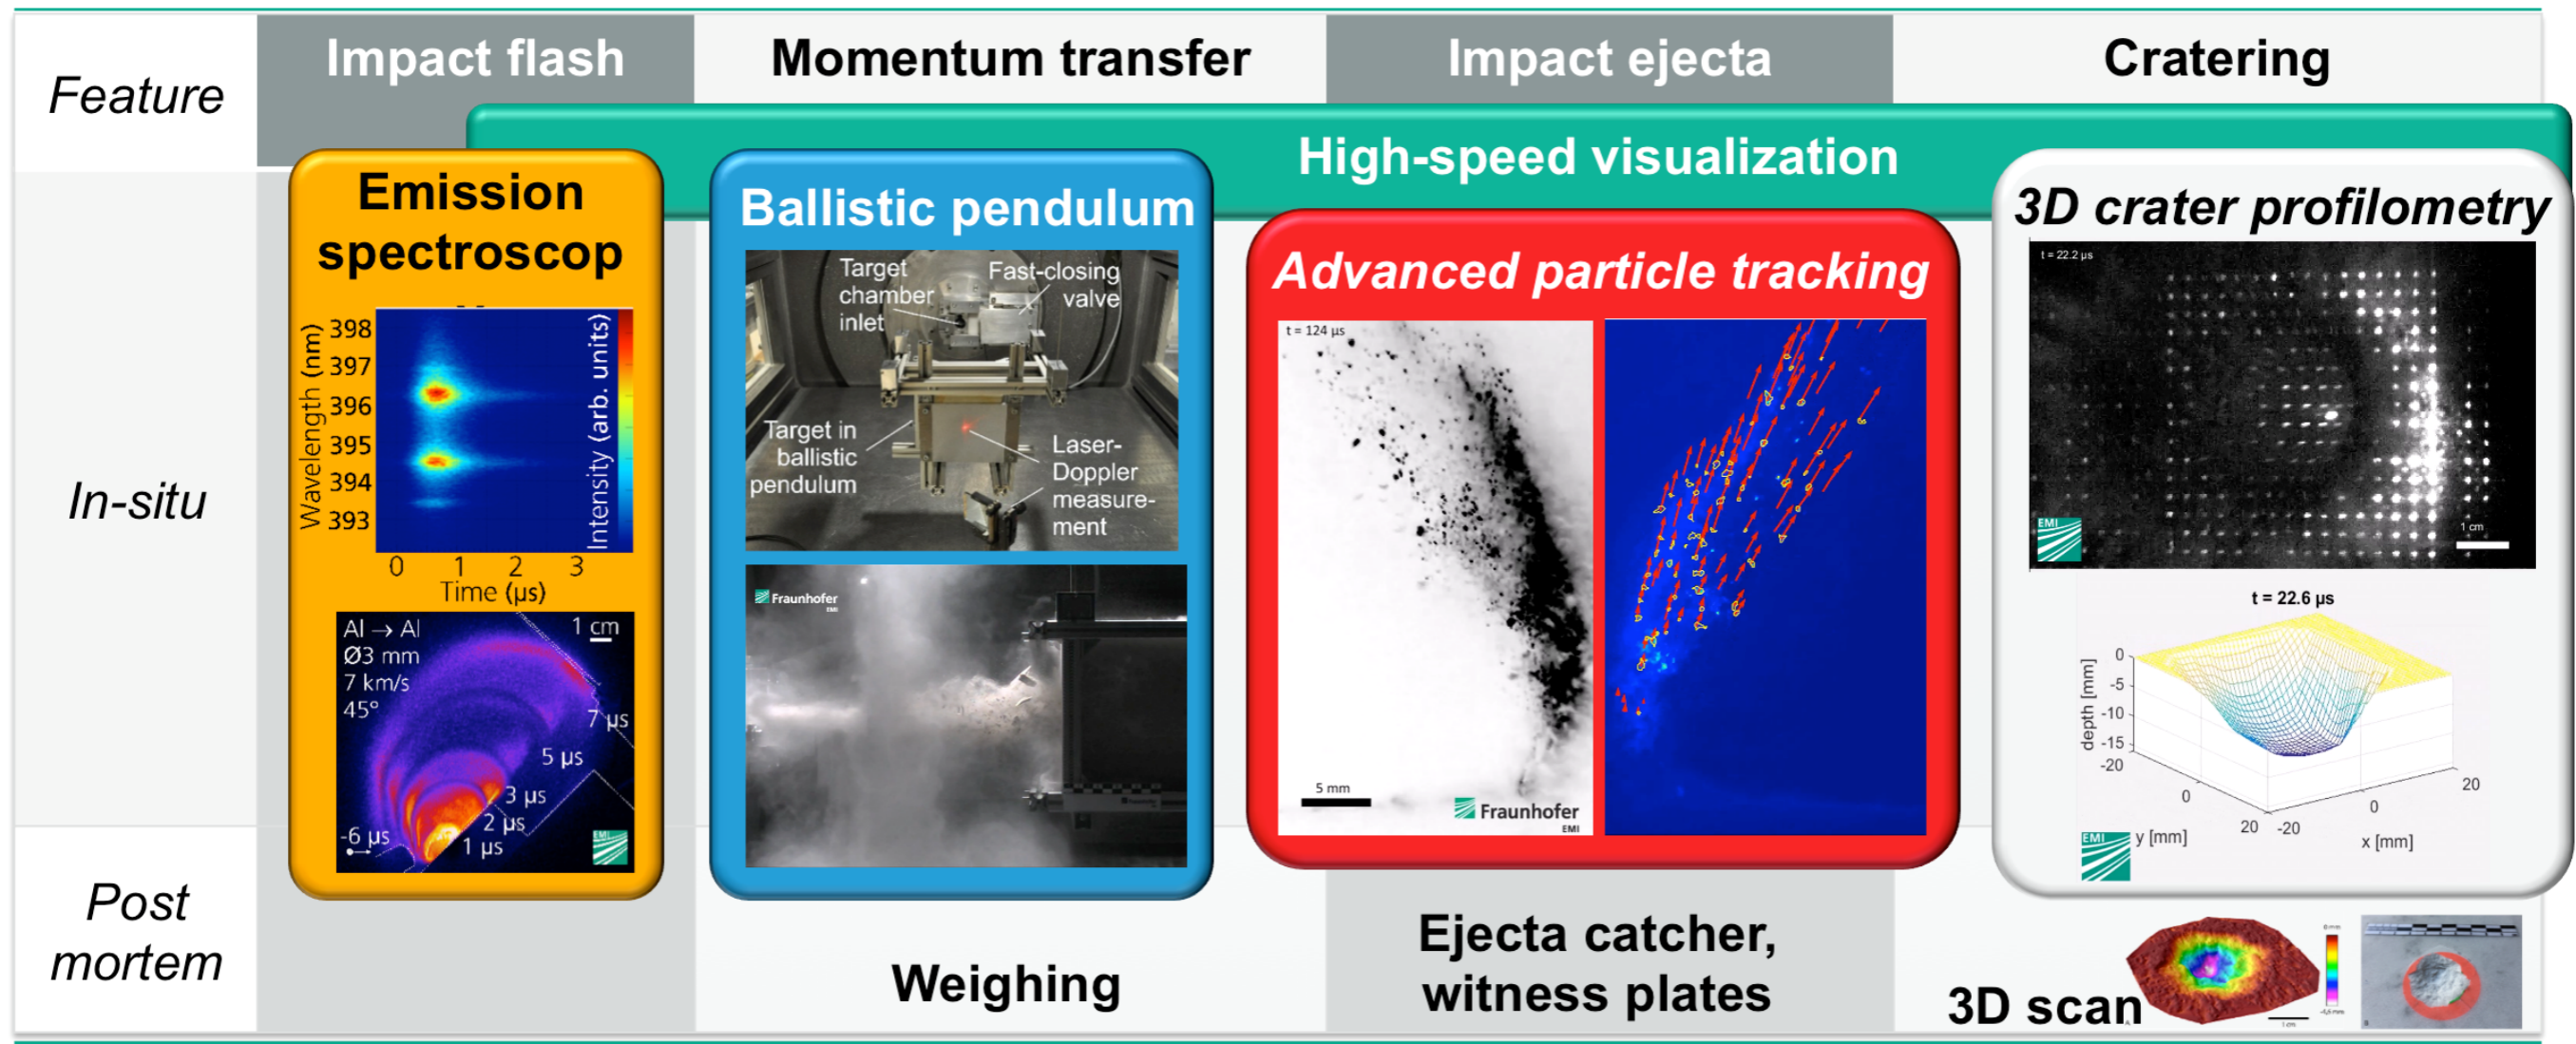 Feature
Impact flash
Momentum transfer
Impact ejecta
Cratering
High-speed visualization
In-situ
Emission
spectroscop
Wavelength (nm)
398
397
396
395
394
393
Intensity (arb. units)
0 1 2 3
Time (µs)
Al → Al
Ø3 mm
7 km/s
45°
1 cm
7 µs
5 µs
3 µs
2 µs
1 µs
-6 µs
EMI
Ballistic pendulum
Target
chamber
inlet
Fast-closing
valve
Target in
ballistic
pendulum
Laser-
Doppler
measure-
ment
Fraunhofer
EMI
Advanced particle tracking
t = 124 µs
5 mm
Fraunhofer
EMI
3D crater profilometry
t = 22.2 µs
EMI
1 cm
t = 22.6 µs
depth [mm]
0
-5
-10
-15
-20
0
20
y [mm]
-20
0
20
x [mm]
EMI
Post
mortem
Weighing
Ejecta catcher,
witness plates
3D scan
1 cm